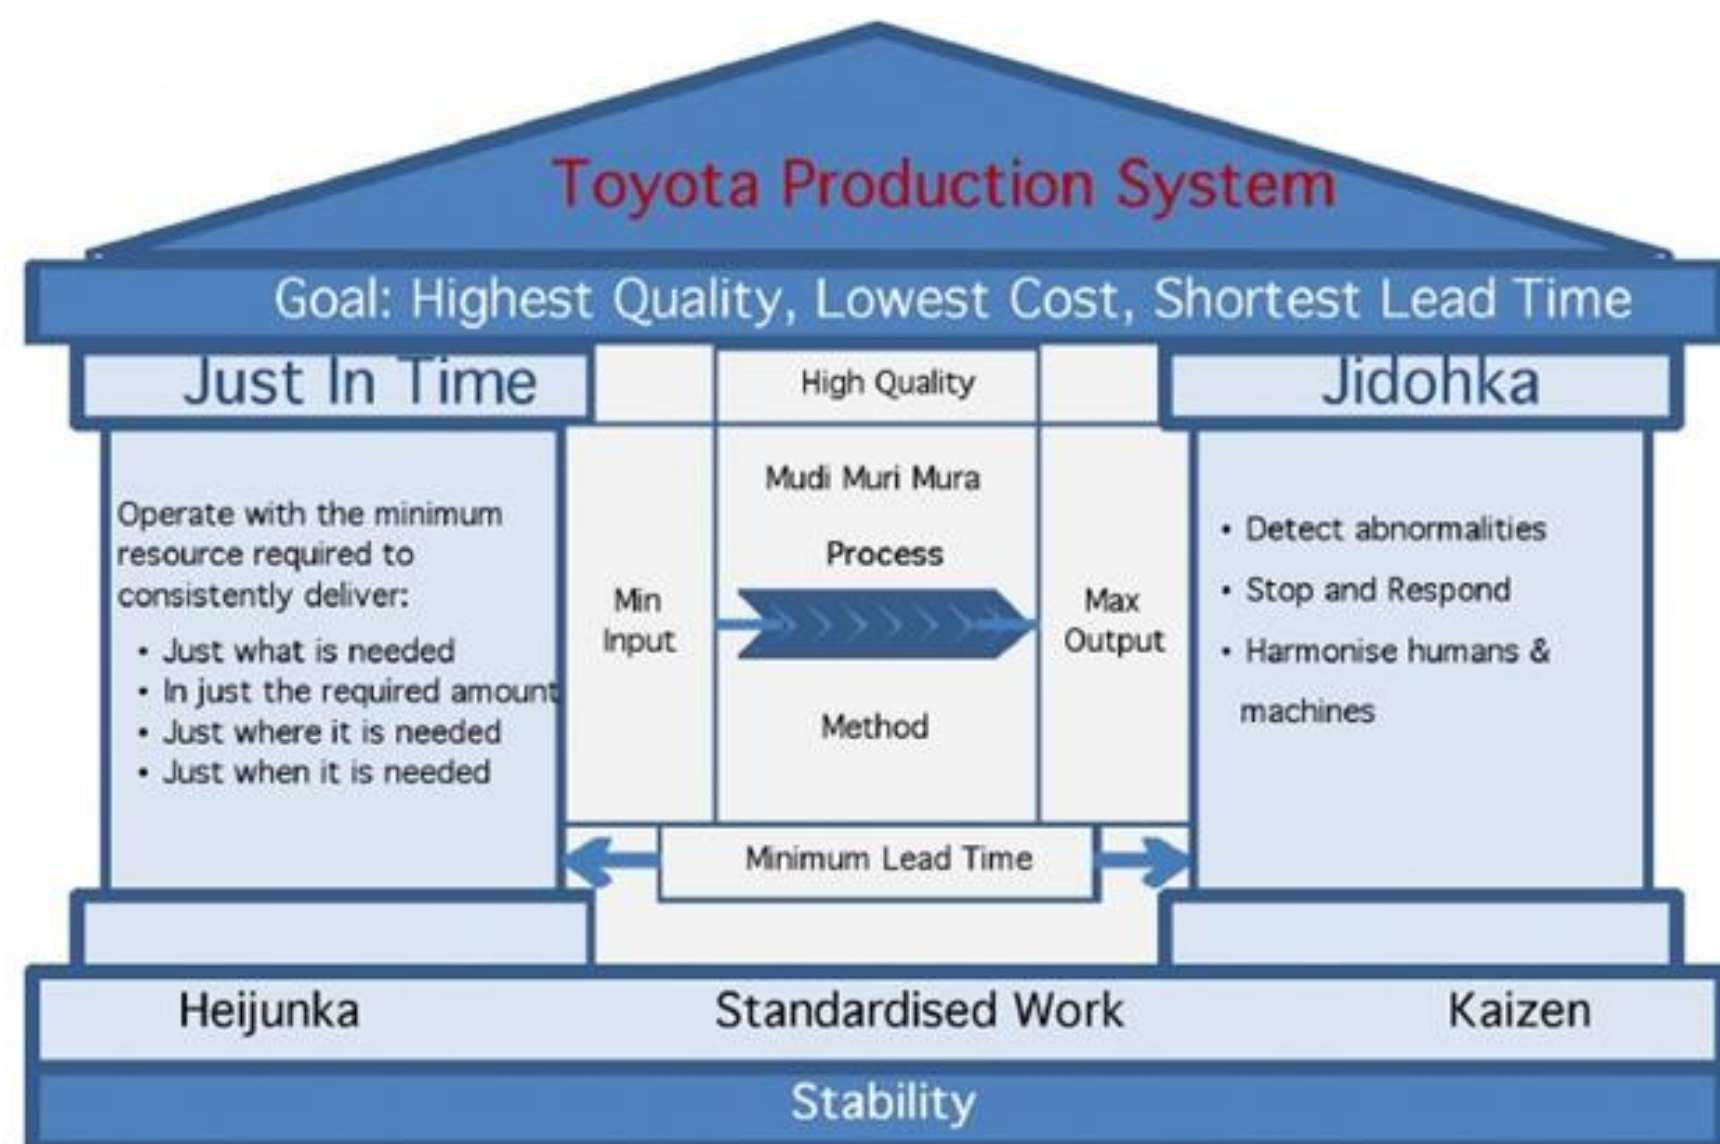 Toyota Production System
Goal: Highest Quality, Lowest Cost, Shortest Lead Time
Just In Time
Operate with the minimum
resource required to
consistently deliver:
• Just what is needed
• In just the required amount
• Just where it is needed
• Just when it is needed
High Quality
Mudi Muri Mura
Process
Min
Input
Max
Output
Method
Minimum Lead Time
Jidohka
• Detect abnormalities
• Stop and Respond
• Harmonise humans &
machines
Heijunka
Standardised Work
Kaizen
Stability